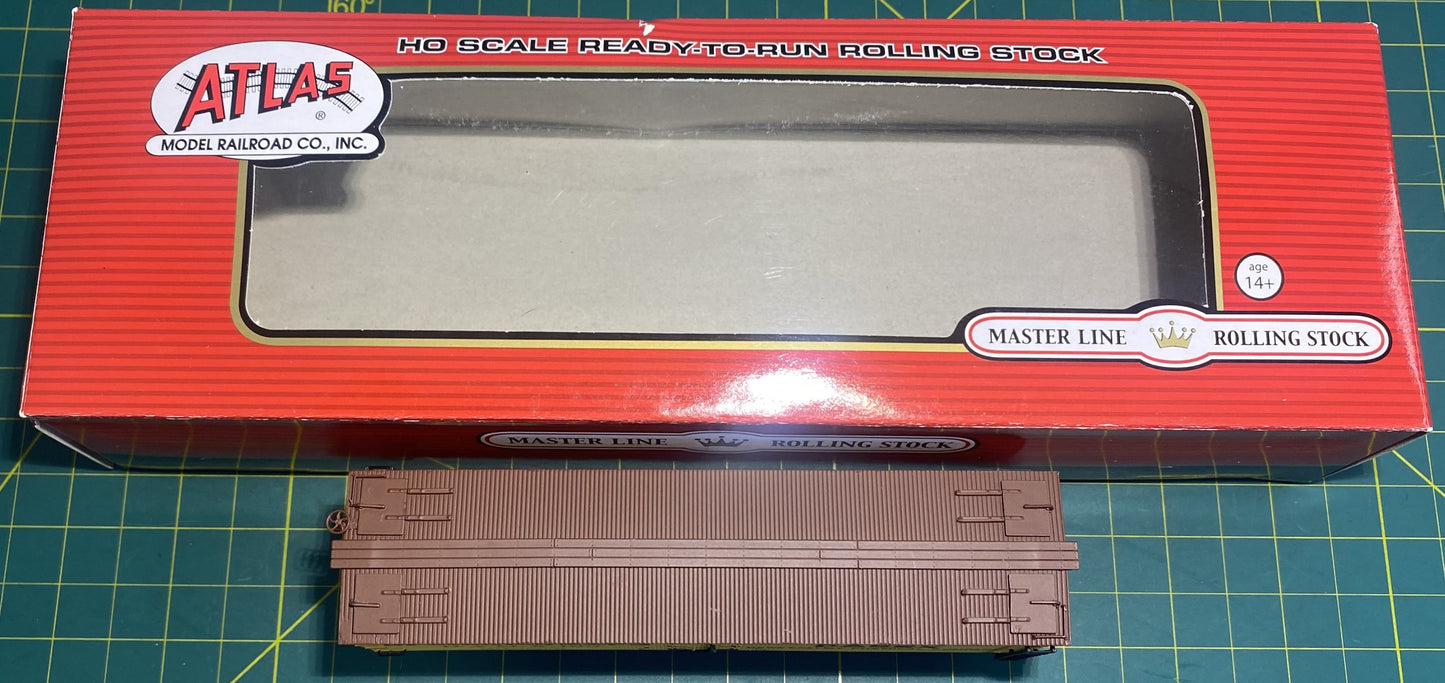 160°
HO SCALE READY-TO-RUN ROLLING STOCK
ATLAS®
MODEL RAILROAD CO., INC.
age
14+
MASTER LINE ROLLING STOCK
MASTER LINE ROLLING STOCK